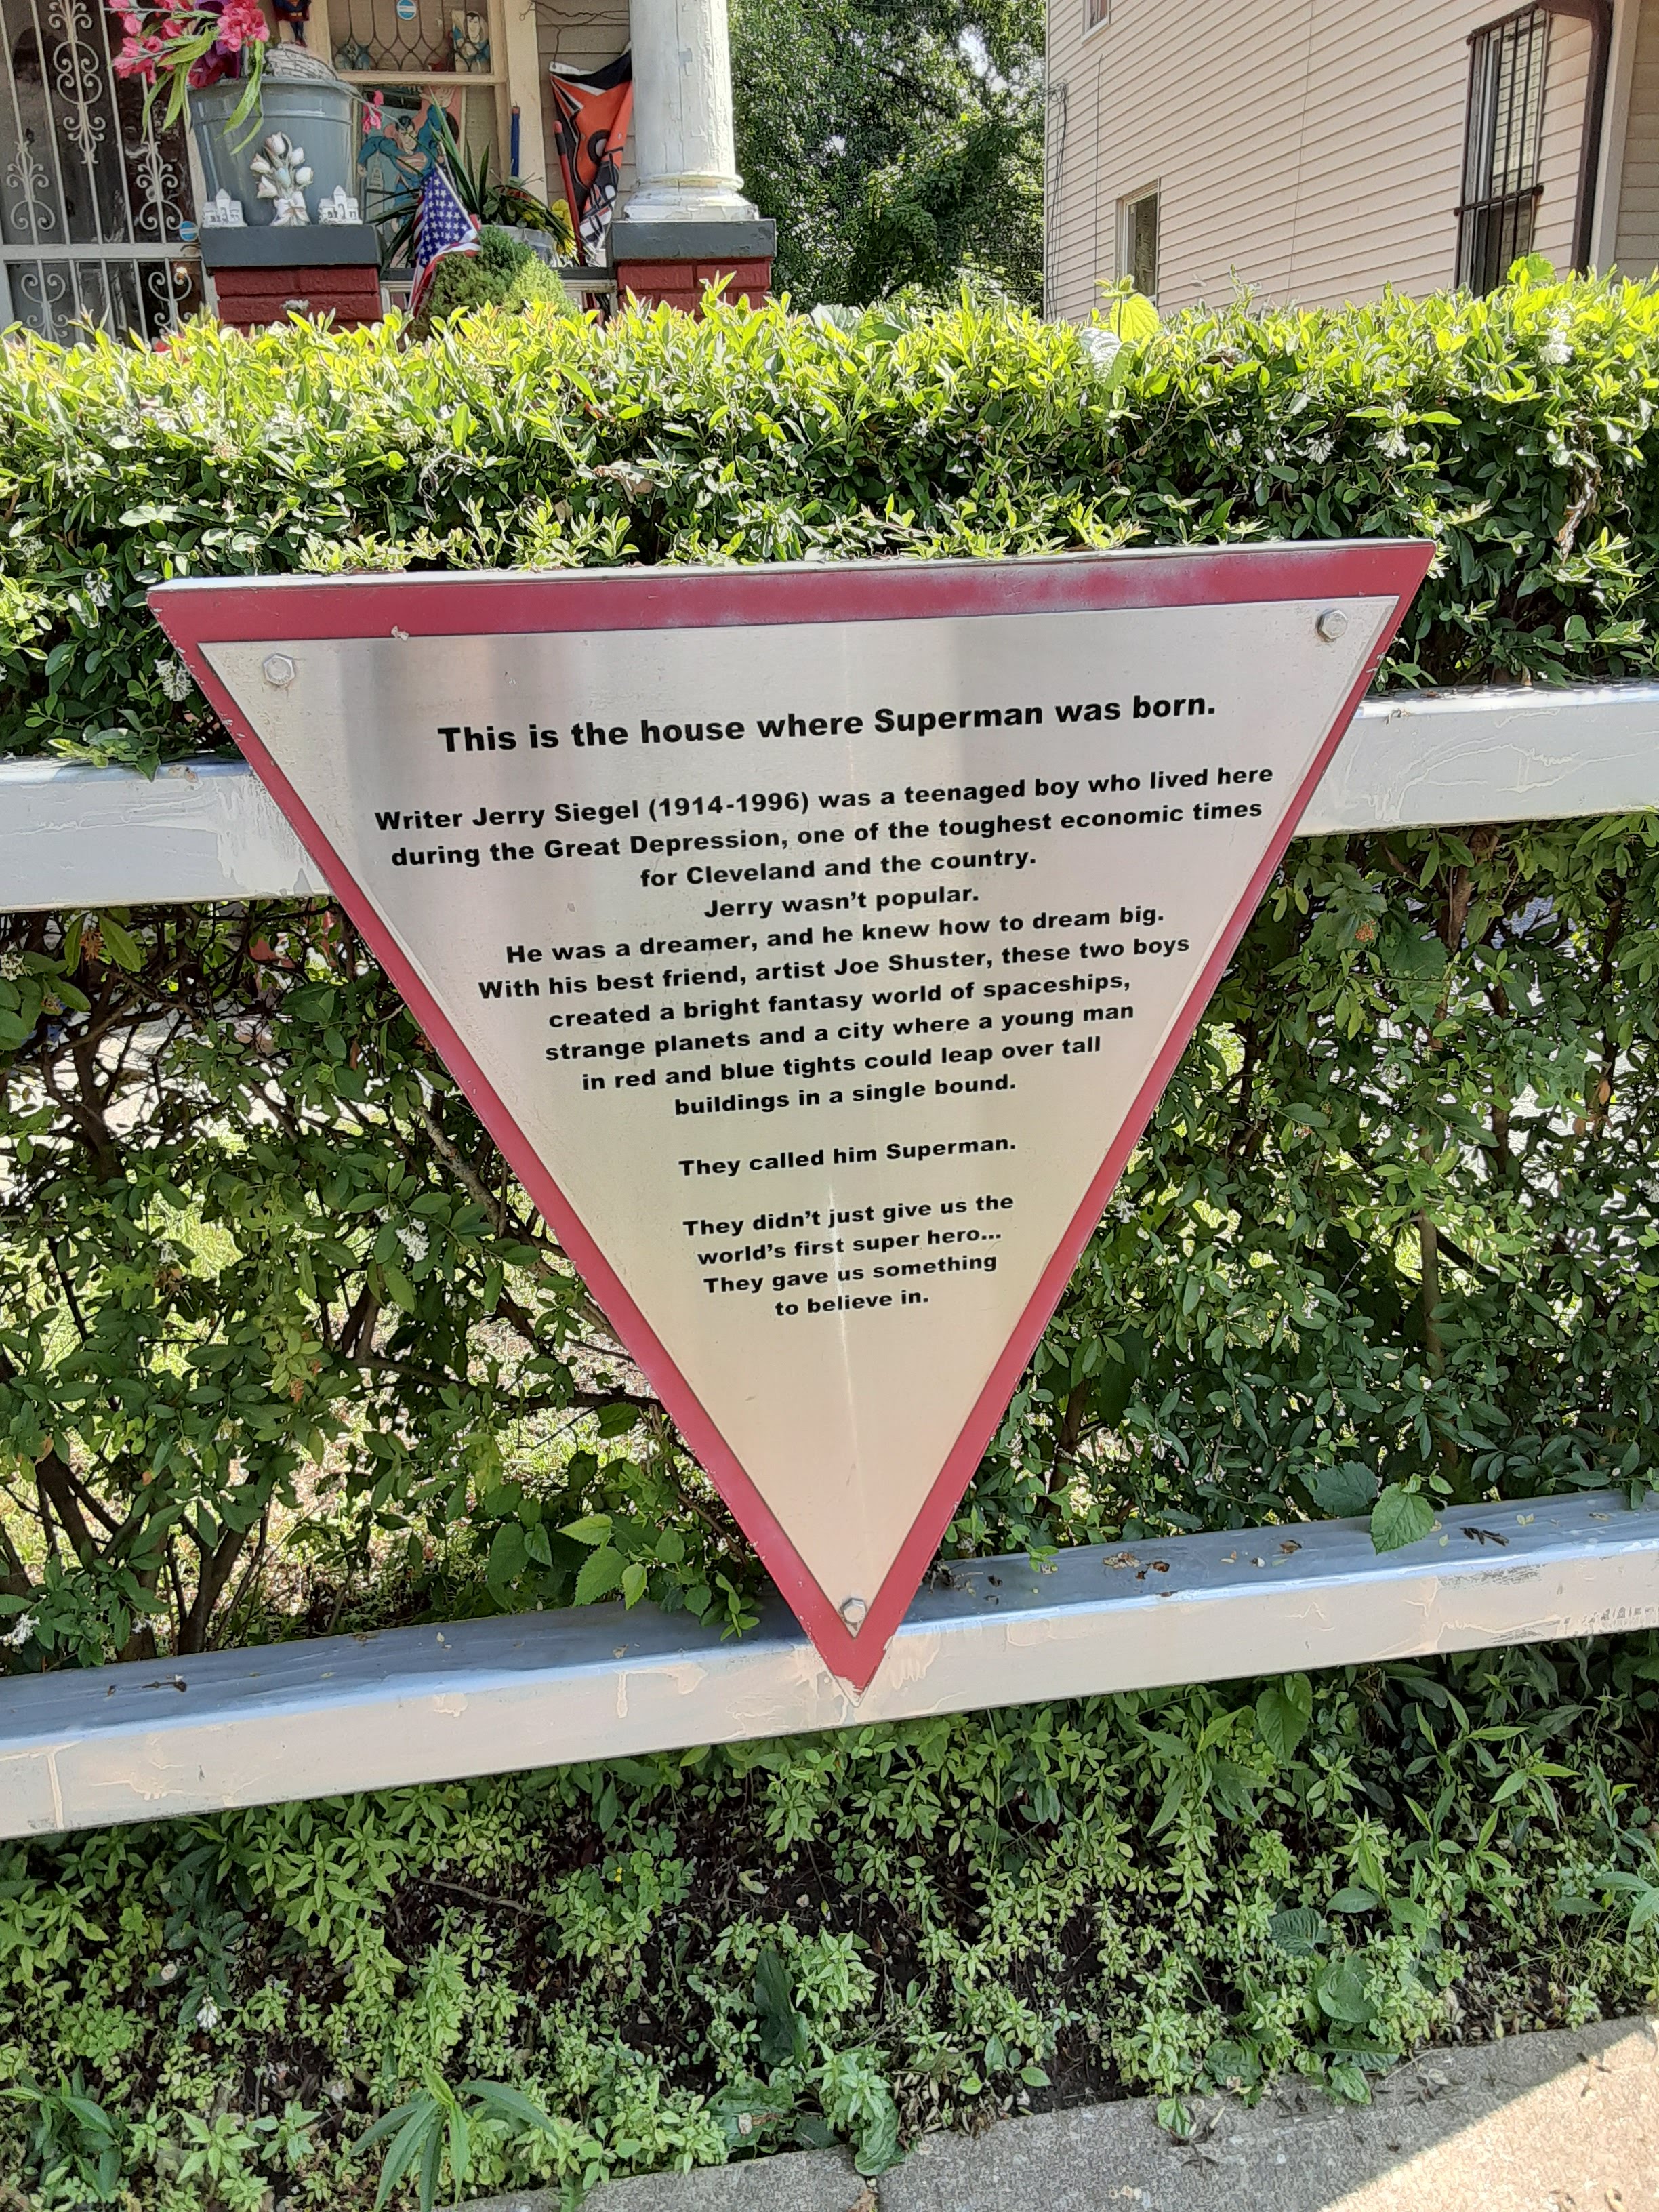 This is the house where Superman was born.
Writer Jerry Siegel (1914-1996) was a teenaged boy who lived here
during the Great Depression, one of the toughest economic times
for Cleveland and the country.
Jerry wasn't popular.
He was a dreamer, and he knew how to dream big.
With his best friend, artist Joe Shuster, these two boys
created a bright fantasy world of spaceships,
strange planets and a city where a young man
in red and blue tights could leap over tall
buildings in a single bound.
They called him Superman.
They didn't just give us the
world's first super hero...
They gave us something
to believe in.